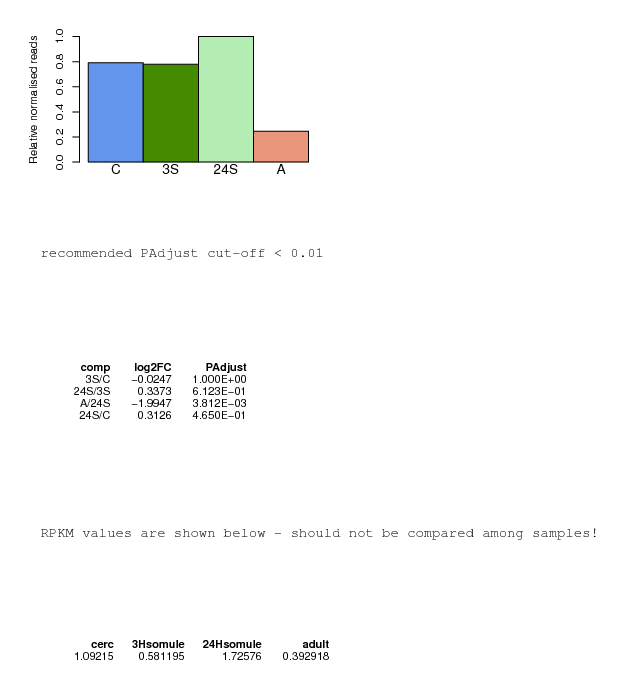 Relative normalised reads
1.0
0.8
0.6
0.4
0.2
0.0
C 3S 24S A
recommended PAdjust cut-off < 0.01
comp log2FC PAdjust
3S/C −0.0247 1.000E+00
24S/3S 0.3373 6.123E−01
A/24S −1.9947 3.812E−03
24S/C 0.3126 4.650E−01
RPKM values are shown below - should not be compared among samples!
cerc 3Hsomule 24Hsomule adult
1.09215 0.581195 1.72576 0.392918